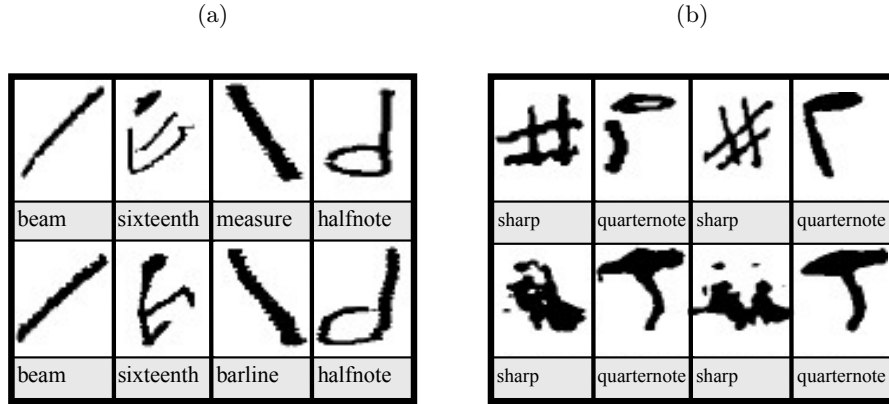 (a) (b)
beam sixteenth measure halfnote sharp quarternote sharp quarternote
beam sixteenth barline halfnote sharp quarternote sharp quarternote